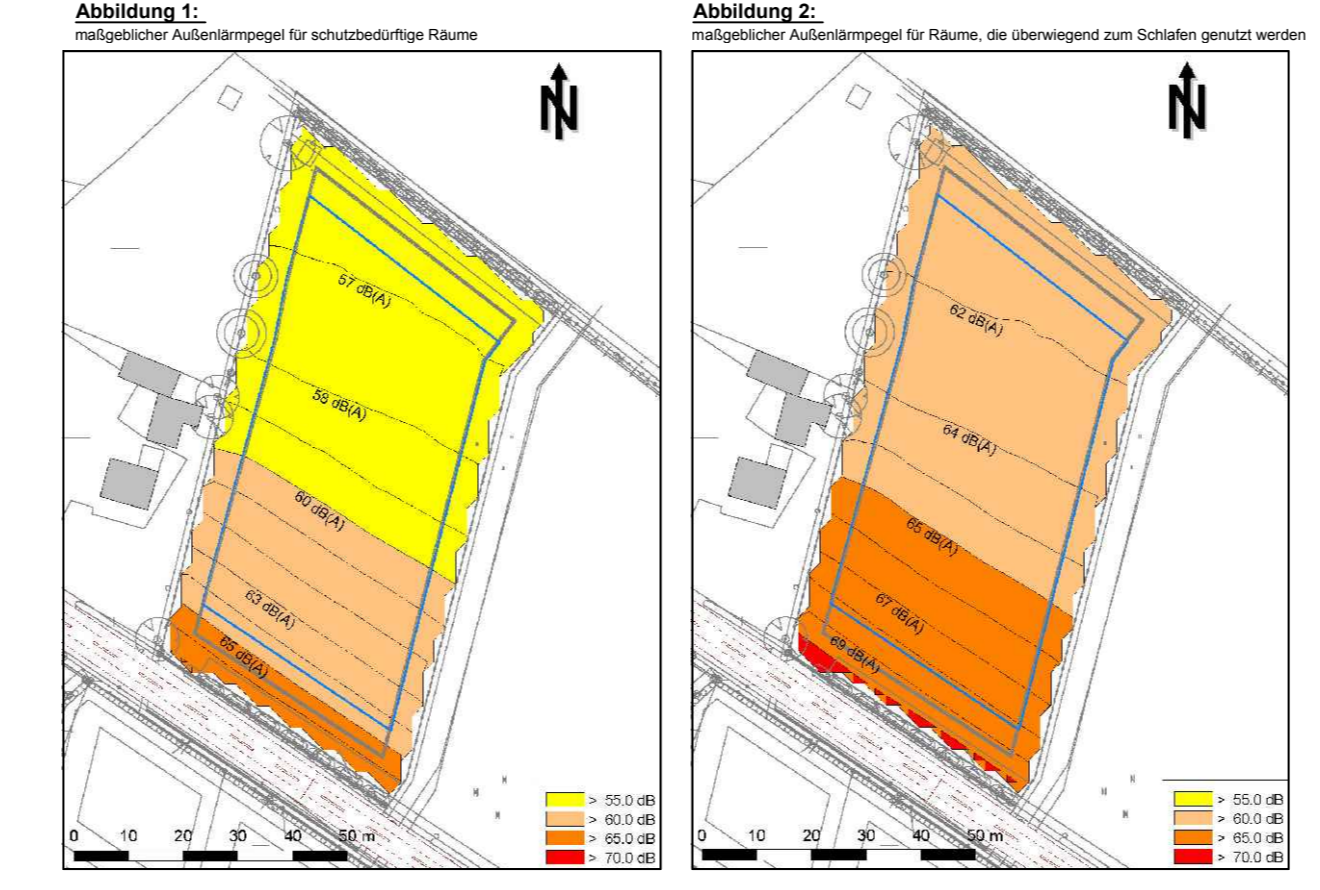 Abbildung 1:
maßgeblicher Außenlärmpegel für schutzbedürftige Räume
N
57 dB(A)
58 dB(A)
60 dB(A)
63 dB(A)
65 dB(A)
> 55.0 dB
> 60.0 dB
> 65.0 dB
> 70.0 dB
0 10 20 30 40 50 m
Abbildung 2:
maßgeblicher Außenlärmpegel für Räume, die überwiegend zum Schlafen genutzt werden
N
62 dB(A)
64 dB(A)
65 dB(A)
67 dB(A)
69 dB(A)
> 55.0 dB
> 60.0 dB
> 65.0 dB
> 70.0 dB
0 10 20 30 40 50 m